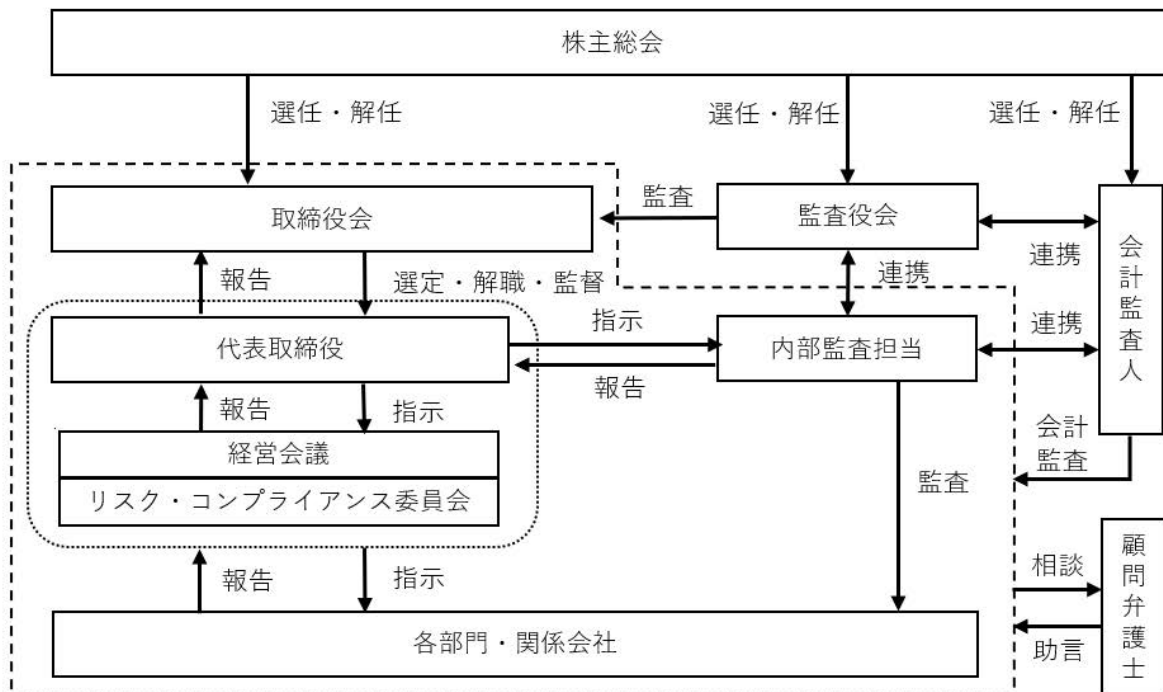 株主総会
選任・解任
選任・解任
選任・解任
取締役会
監査
監査役会
連携
会計監査人
報告
選定・解職・監督
連携
代表取締役
指示
報告
内部監査担当
連携
報告
指示
経営会議
リスク・コンプライアンス委員会
監査
会計
監査
報告
指示
相談
助言
顧問弁護士
各部門・関係会社